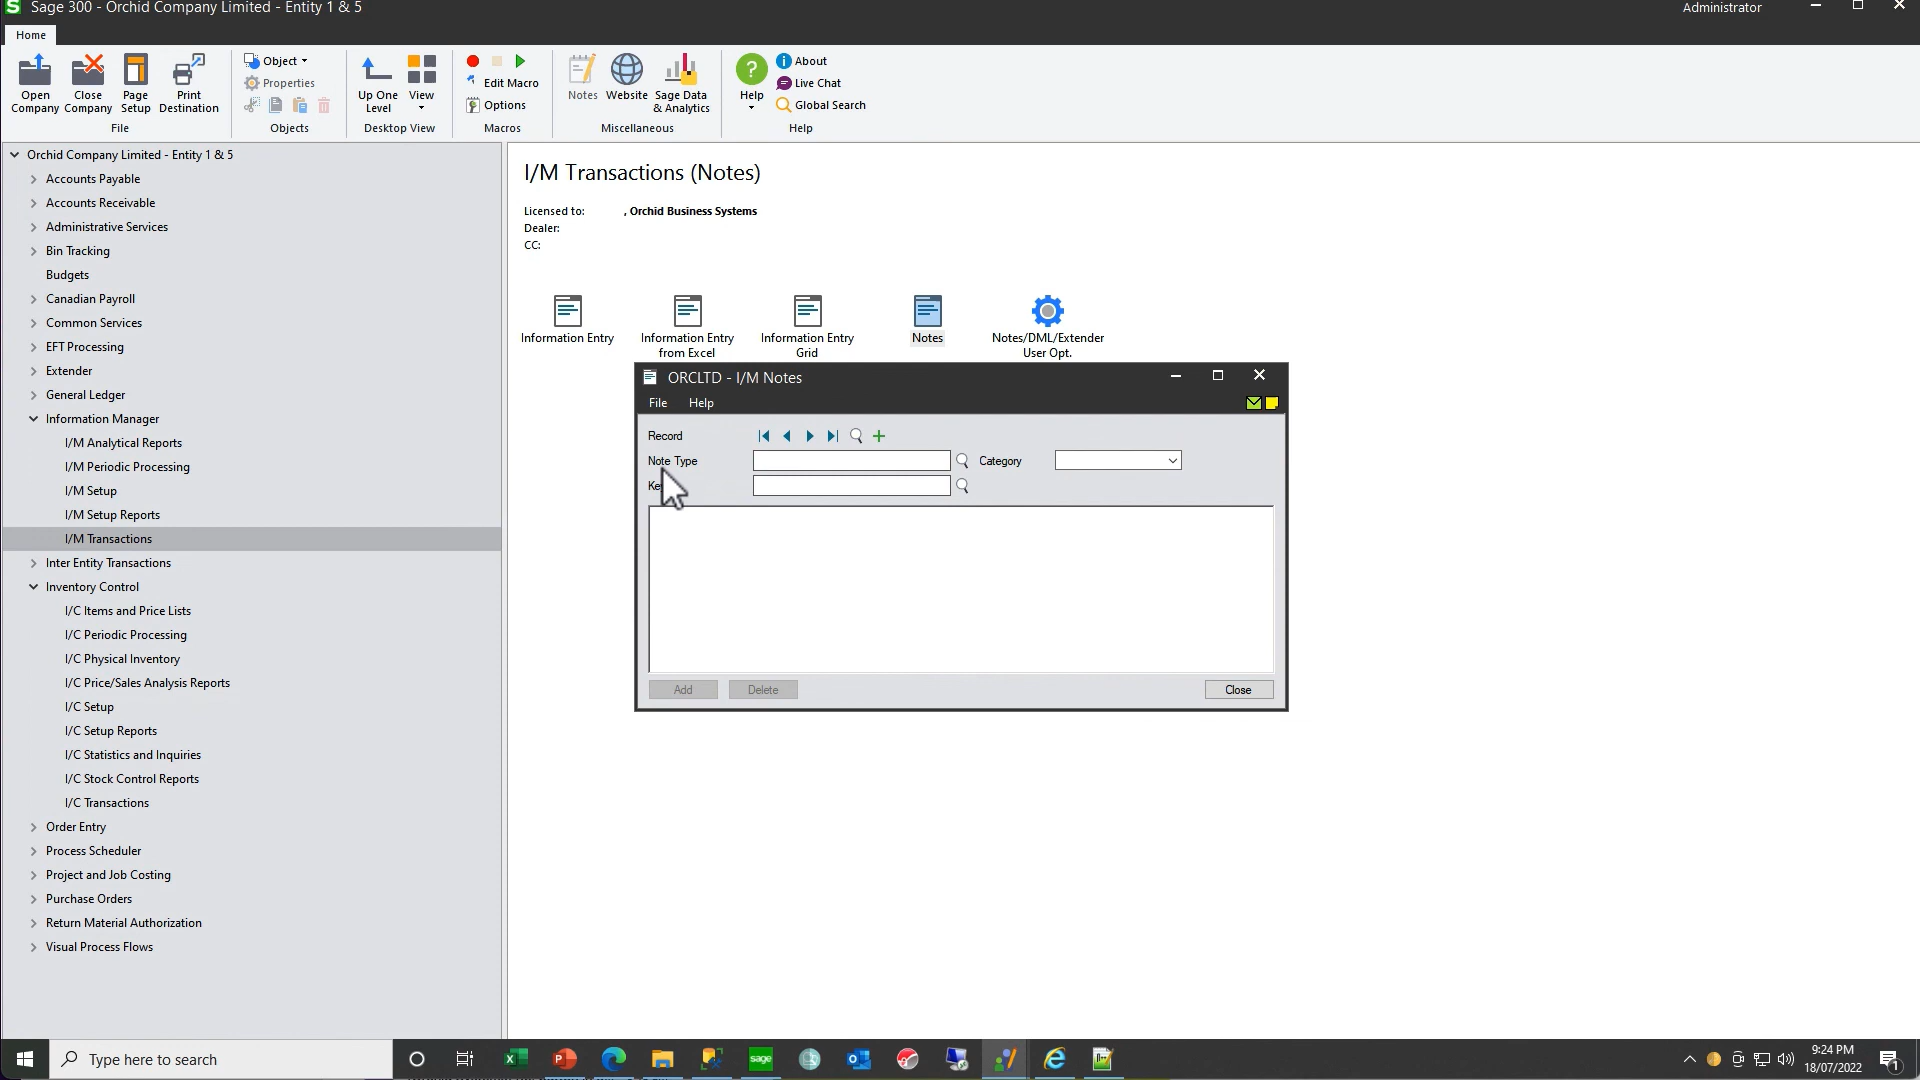 S Sage 300 - Orchid Company Limited - Entity 1 & 5
Administrator
Home
Open Company
Close Company
Page Setup
Print Destination
File
Object
Properties
Objects
Up One Level
View
Desktop View
Edit Macro
Options
Macros
Notes
Website
Sage Data & Analytics
Miscellaneous
Help
About
Live Chat
Global Search
Help
Orchid Company Limited - Entity 1 & 5
Accounts Payable
Accounts Receivable
Administrative Services
Bin Tracking
Budgets
Canadian Payroll
Common Services
EFT Processing
Extender
General Ledger
Information Manager
I/M Analytical Reports
I/M Periodic Processing
I/M Setup
I/M Setup Reports
I/M Transactions
Inter Entity Transactions
Inventory Control
I/C Items and Price Lists
I/C Periodic Processing
I/C Physical Inventory
I/C Price/Sales Analysis Reports
I/C Setup
I/C Setup Reports
I/C Statistics and Inquiries
I/C Stock Control Reports
I/C Transactions
Order Entry
Process Scheduler
Project and Job Costing
Purchase Orders
Return Material Authorization
Visual Process Flows
I/M Transactions (Notes)
Licensed to: , Orchid Business Systems
Dealer:
CC:
Information Entry
Information Entry from Excel
Information Entry Grid
Notes
Notes/DML/Extender User Opt.
ORCLTD - I/M Notes
File Help
Record
Note Type
Category
Add Delete Close
Type here to search
sage
9:24 PM
18/07/2022
1